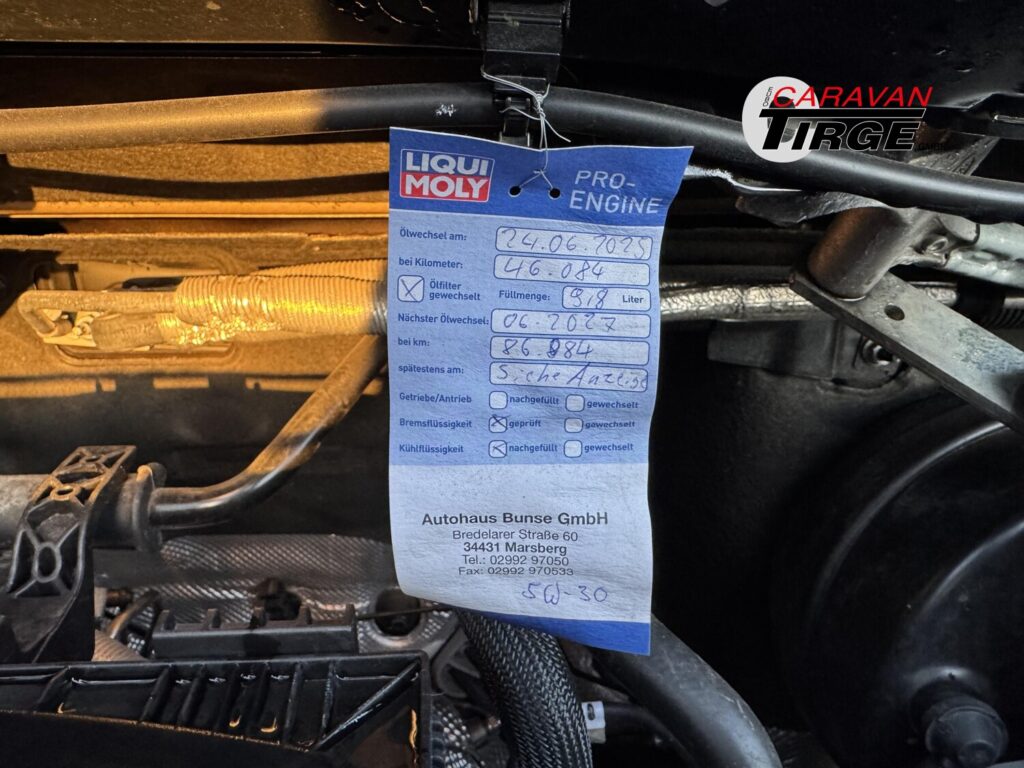 CARAVAN
TIRGE
LIQUI
MOLY
PRO-
ENGINE
Ölwechsel am: 24.06.2025
bei Kilometer: 46.084
Ölfilter
gewechselt
Füllmenge: 9,8 Liter
Nächster Ölwechsel: 06.2027
bei km: 86.084
spätestens am: Siehe Anzeige
Getriebe/Antrieb nachgefüllt gewechselt
Bremsflüssigkeit geprüft gewechselt
Kühlflüssigkeit nachgefüllt gewechselt
Autohaus Bunse GmbH
Bredelarer Straße 60
34431 Marsberg
Tel.: 02992 97050
Fax: 02992 970533
5W-30